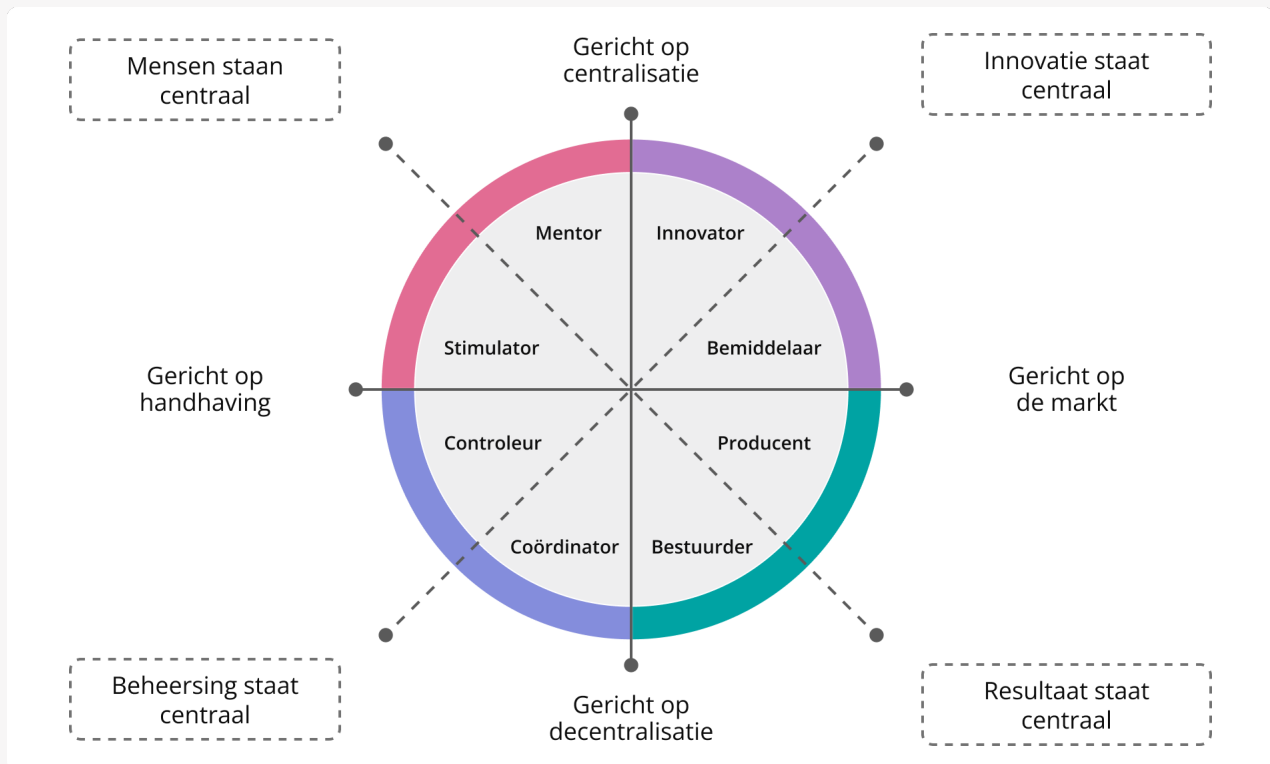 Gericht op
centralisatie
Mensen staan
centraal
Innovatie staat
centraal
Mentor
Innovator
Stimulator
Bemiddelaar
Gericht op
handhaving
Gericht op
de markt
Controleur
Producent
Coördinator
Bestuurder
Beheersing staat
centraal
Resultaat staat
centraal
Gericht op
decentralisatie